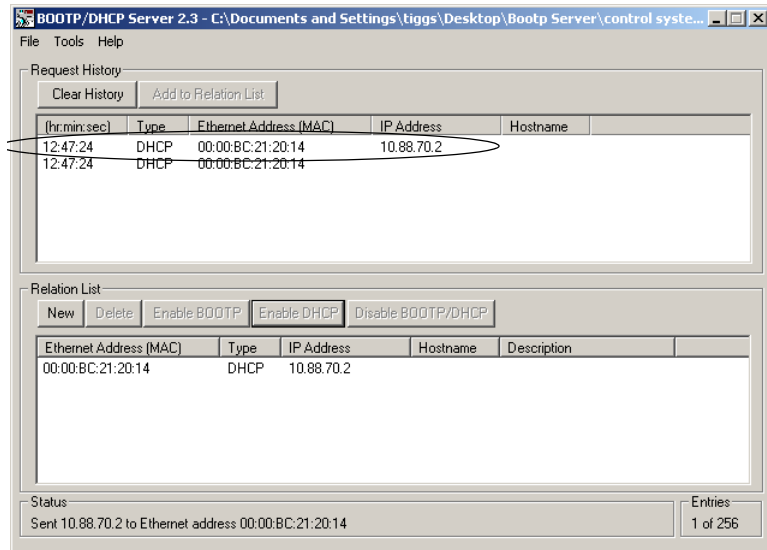 BOOTP/DHCP Server 2.3 - C:\Documents and Settings\tiggs\Desktop\Bootp Server\control syste...
File Tools Help
Request History
Clear History Add to Relation List
(hr:min:sec) Type Ethernet Address (MAC) IP Address Hostname
12:47:24 DHCP 00:00:BC:21:20:14 10.88.70.2
12:47:24 DHCP 00:00:BC:21:20:14
Relation List
New Delete Enable BOOTP Enable DHCP Disable BOOTP/DHCP
Ethernet Address (MAC) Type IP Address Hostname Description
00:00:BC:21:20:14 DHCP 10.88.70.2
Status Entries
Sent 10.88.70.2 to Ethernet address 00:00:BC:21:20:14 1 of 256